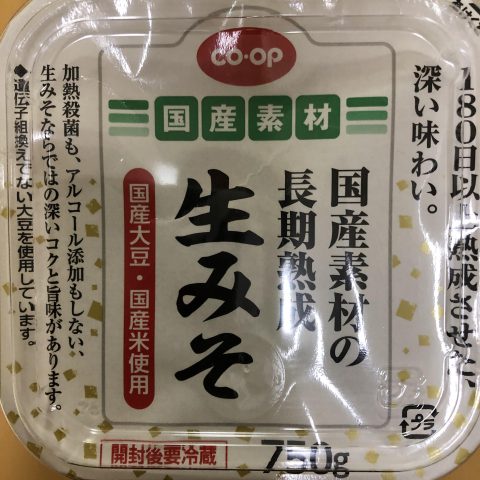 co·op
国産素材
180日以上熟成させた、
深い味わい。
国産素材の
長期熟成
生みそ
国産大豆・国産米使用
加熱殺菌も、アルコール添加もしない、
生みそならではの深いコクと旨味があります。
◆遺伝子組換えでない大豆を使用しています。
開封後要冷蔵
750g
プラ